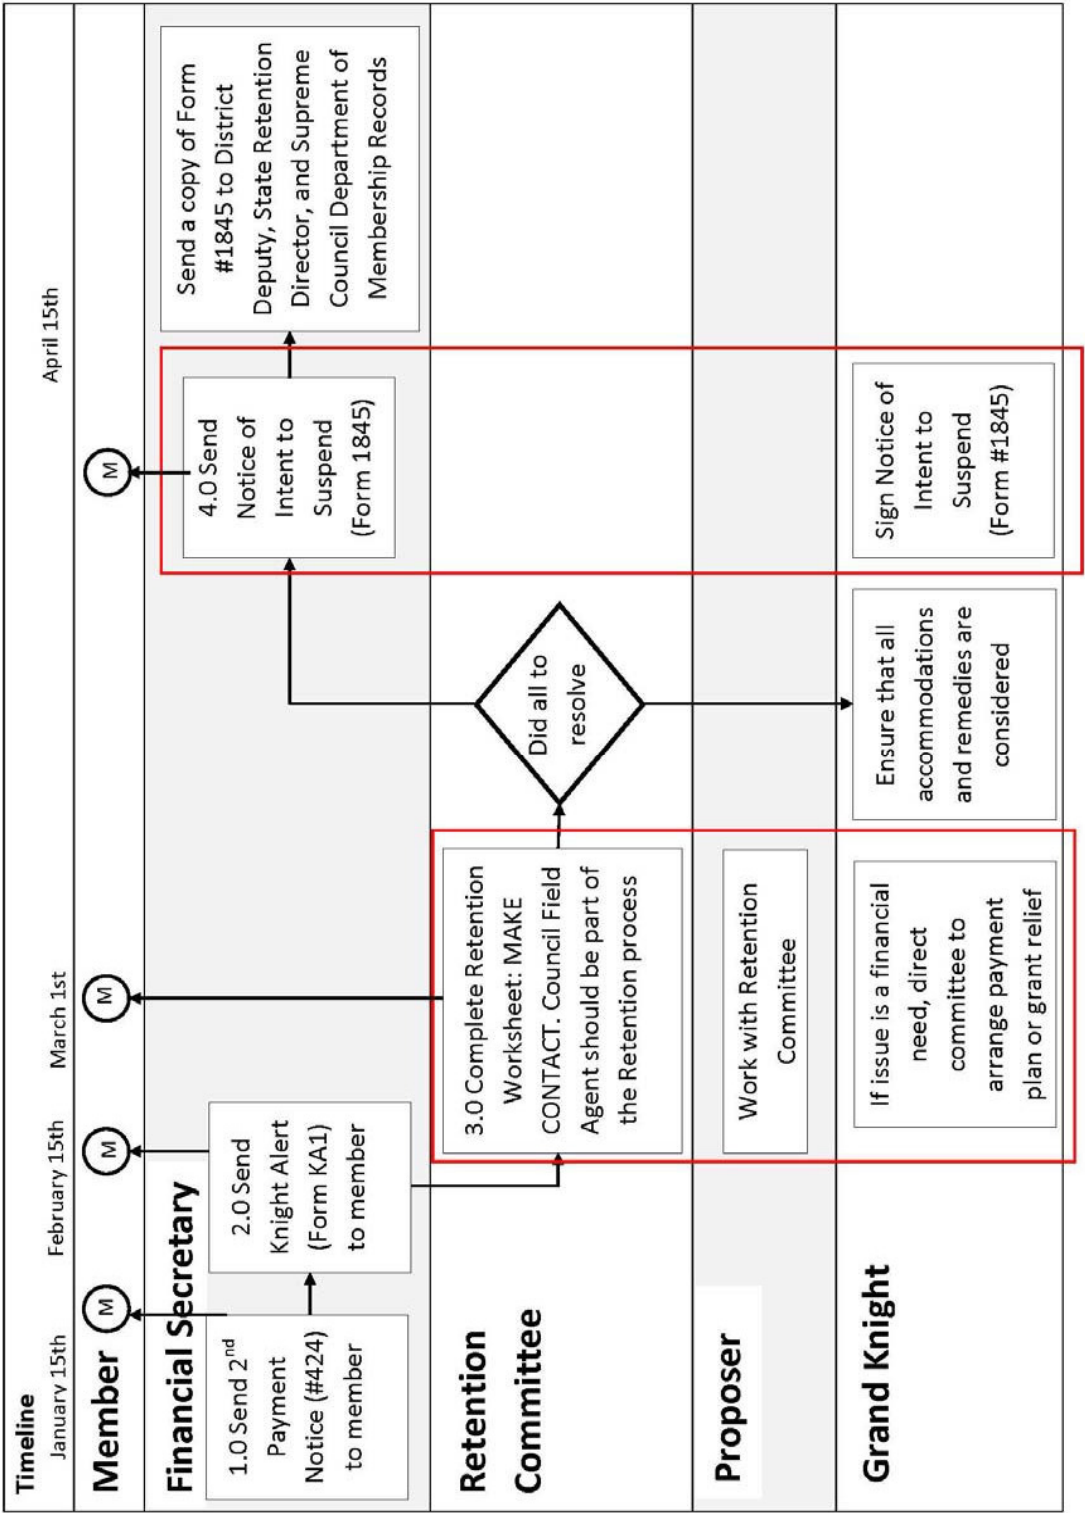 Timeline
January 15th
February 15th
March 1st
April 15th
Member
M
M
M
M
Financial Secretary
1.0 Send 2nd
Payment
Notice (#424)
to member
2.0 Send
Knight Alert
(Form KA1)
to member
4.0 Send
Notice of
Intent to
Suspend
(Form 1845)
Send a copy of Form
#1845 to District
Deputy, State Retention
Director, and Supreme
Council Department of
Membership Records
Retention
Committee
3.0 Complete Retention
Worksheet: MAKE
CONTACT. Council Field
Agent should be part of
the Retention process
Did all to
resolve
Proposer
Work with Retention
Committee
Grand Knight
If issue is a financial
need, direct
committee to
arrange payment
plan or grant relief
Ensure that all
accommodations
and remedies are
considered
Sign Notice of
Intent to
Suspend
(Form #1845)